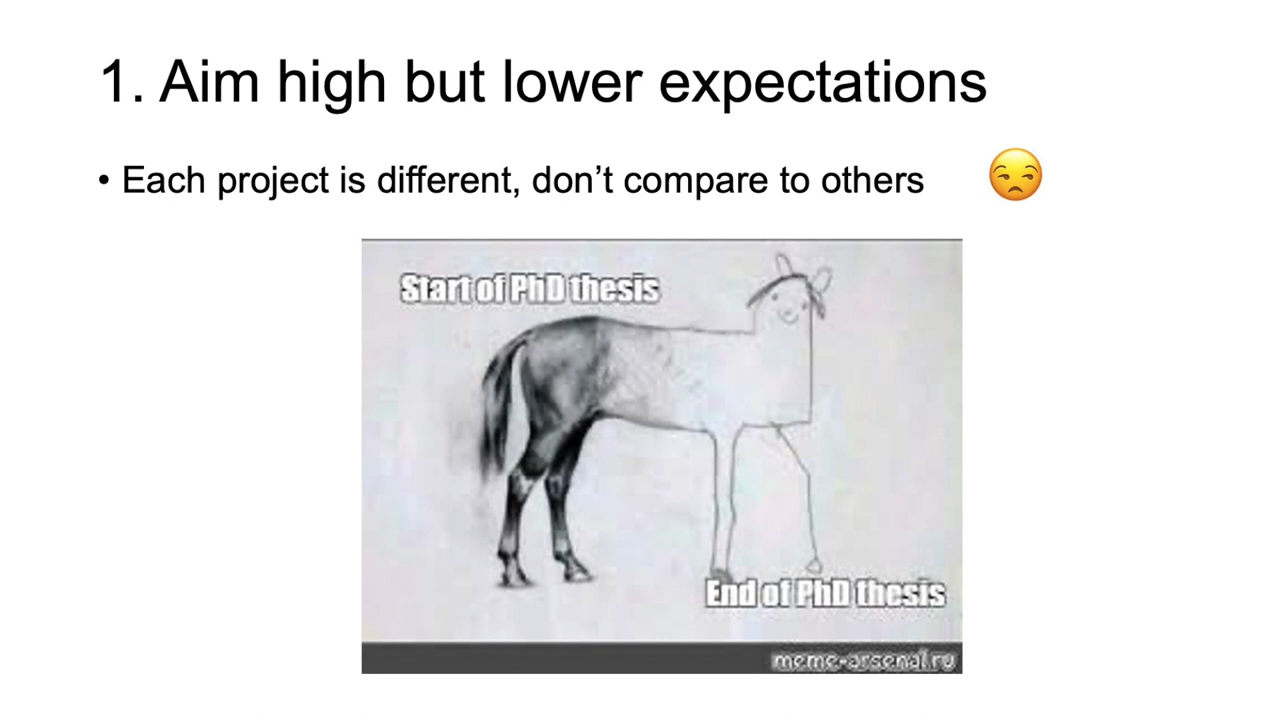 1. Aim high but lower expectations
• Each project is different, don’t compare to others
Start of PhD thesis
End of PhD thesis
meme-arsenal.ru